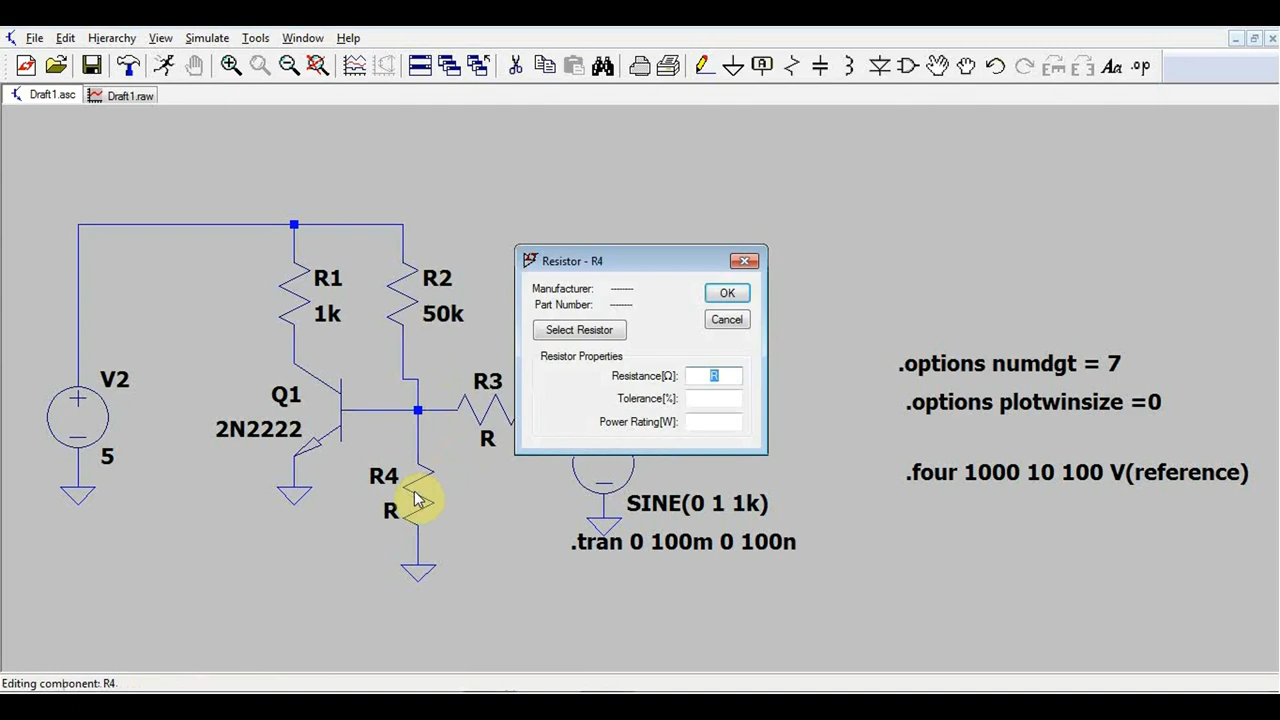 File Edit Hierarchy View Simulate Tools Window Help
.op
Draft1.asc Draft1.raw
R1
1k
R2
50k
V2
5
Q1
2N2222
R3
R
R4
R
SINE(0 1 1k)
.tran 0 100m 0 100n
Resistor - R4
Manufacturer: --------
Part Number: --------
OK
Cancel
Select Resistor
Resistor Properties
Resistance[Ω]: R
Tolerance[%]:
Power Rating[W]:
.options numdgt = 7
.options plotwinsize =0
.four 1000 10 100 V(reference)
Editing component: R4.